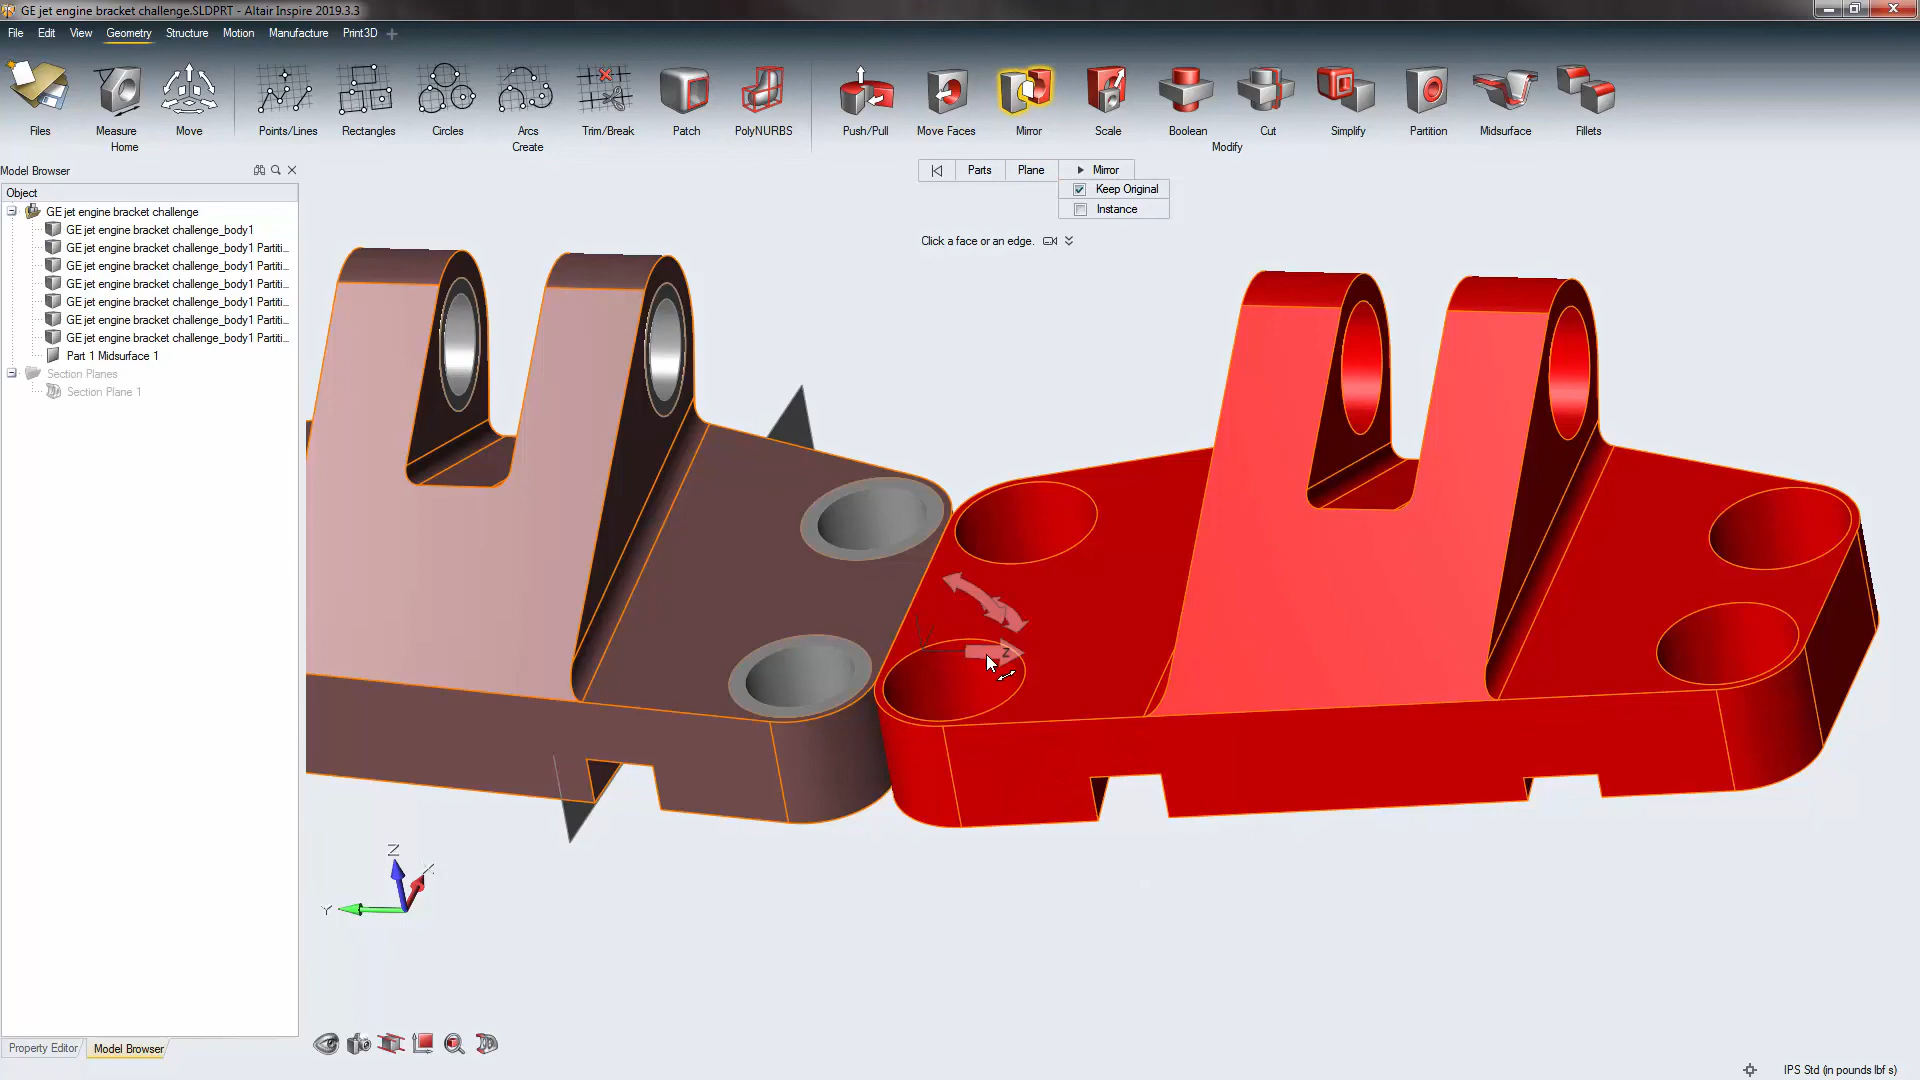 GE jet engine bracket challenge.SLDPRT - Altair Inspire 2019.3.3
File Edit View Geometry Structure Motion Manufacture Print3D
Files Measure Move Points/Lines Rectangles Circles Arcs Trim/Break Patch PolyNURBS Push/Pull Move Faces Mirror Scale Boolean Cut Simplify Partition Midsurface Fillets
Home Create Modify
Model Browser
Parts Plane Mirror
Object
Keep Original
GE jet engine bracket challenge
Instance
GE jet engine bracket challenge_body1
GE jet engine bracket challenge_body1 Partiti...
Click a face or an edge.
GE jet engine bracket challenge_body1 Partiti...
GE jet engine bracket challenge_body1 Partiti...
GE jet engine bracket challenge_body1 Partiti...
GE jet engine bracket challenge_body1 Partiti...
GE jet engine bracket challenge_body1 Partiti...
Part 1 Midsurface 1
Section Planes
Section Plane 1
Z
Z
X
Y
Property Editor Model Browser
IPS Std (in pounds lbf s)